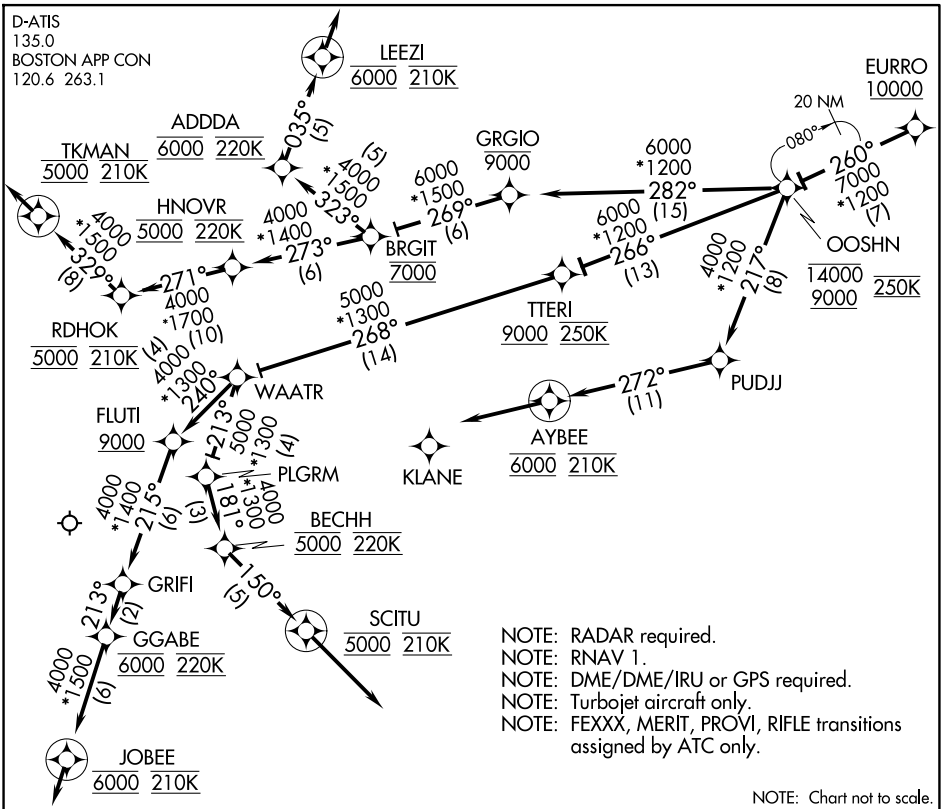 D-ATIS
135.0
BOSTON APP CON
120.6 263.1
LEEZI
6000 210K
EURRO
10000
20 NM
080°
260°
7000
*1200
(7)
ADDDA
6000 220K
035°
(5)
GRGIO
9000
6000
*1200
282°
(15)
TKMAN
5000 210K
(5)
4000
*1500
323°
6000
*1500
269°
(6)
HNOVR
5000 220K
4000
*1400
273°
(6)
BRGIT
7000
6000
*1200
266°
(13)
OOSHN
14000
9000
250K
4000
*1500
329°
(8)
271°
4000
*1700
(10)
4000
*1200
217°
(8)
RDHOK
5000 210K
5000
*1300
268°
(14)
TTERI
9000 250K
(4)
4000
*1300
240°
WAATR
PUDJJ
272°
(11)
FLUTI
9000
213°
5000
*1300
(4)
AYBEE
6000 210K
KLANE
PLGRM
4000
*1300
181°
(3)
4000
*1400
215°
(6)
BECHH
5000 220K
150°
(5)
GRIFI
213°
(2)
SCITU
5000 210K
GGABE
6000 220K
4000
*1500
(6)
JOBEE
6000 210K
NOTE: RADAR required.
NOTE: RNAV 1.
NOTE: DME/DME/IRU or GPS required.
NOTE: Turbojet aircraft only.
NOTE: FEXXX, MERIT, PROVI, RIFLE transitions
assigned by ATC only.
NOTE: Chart not to scale.